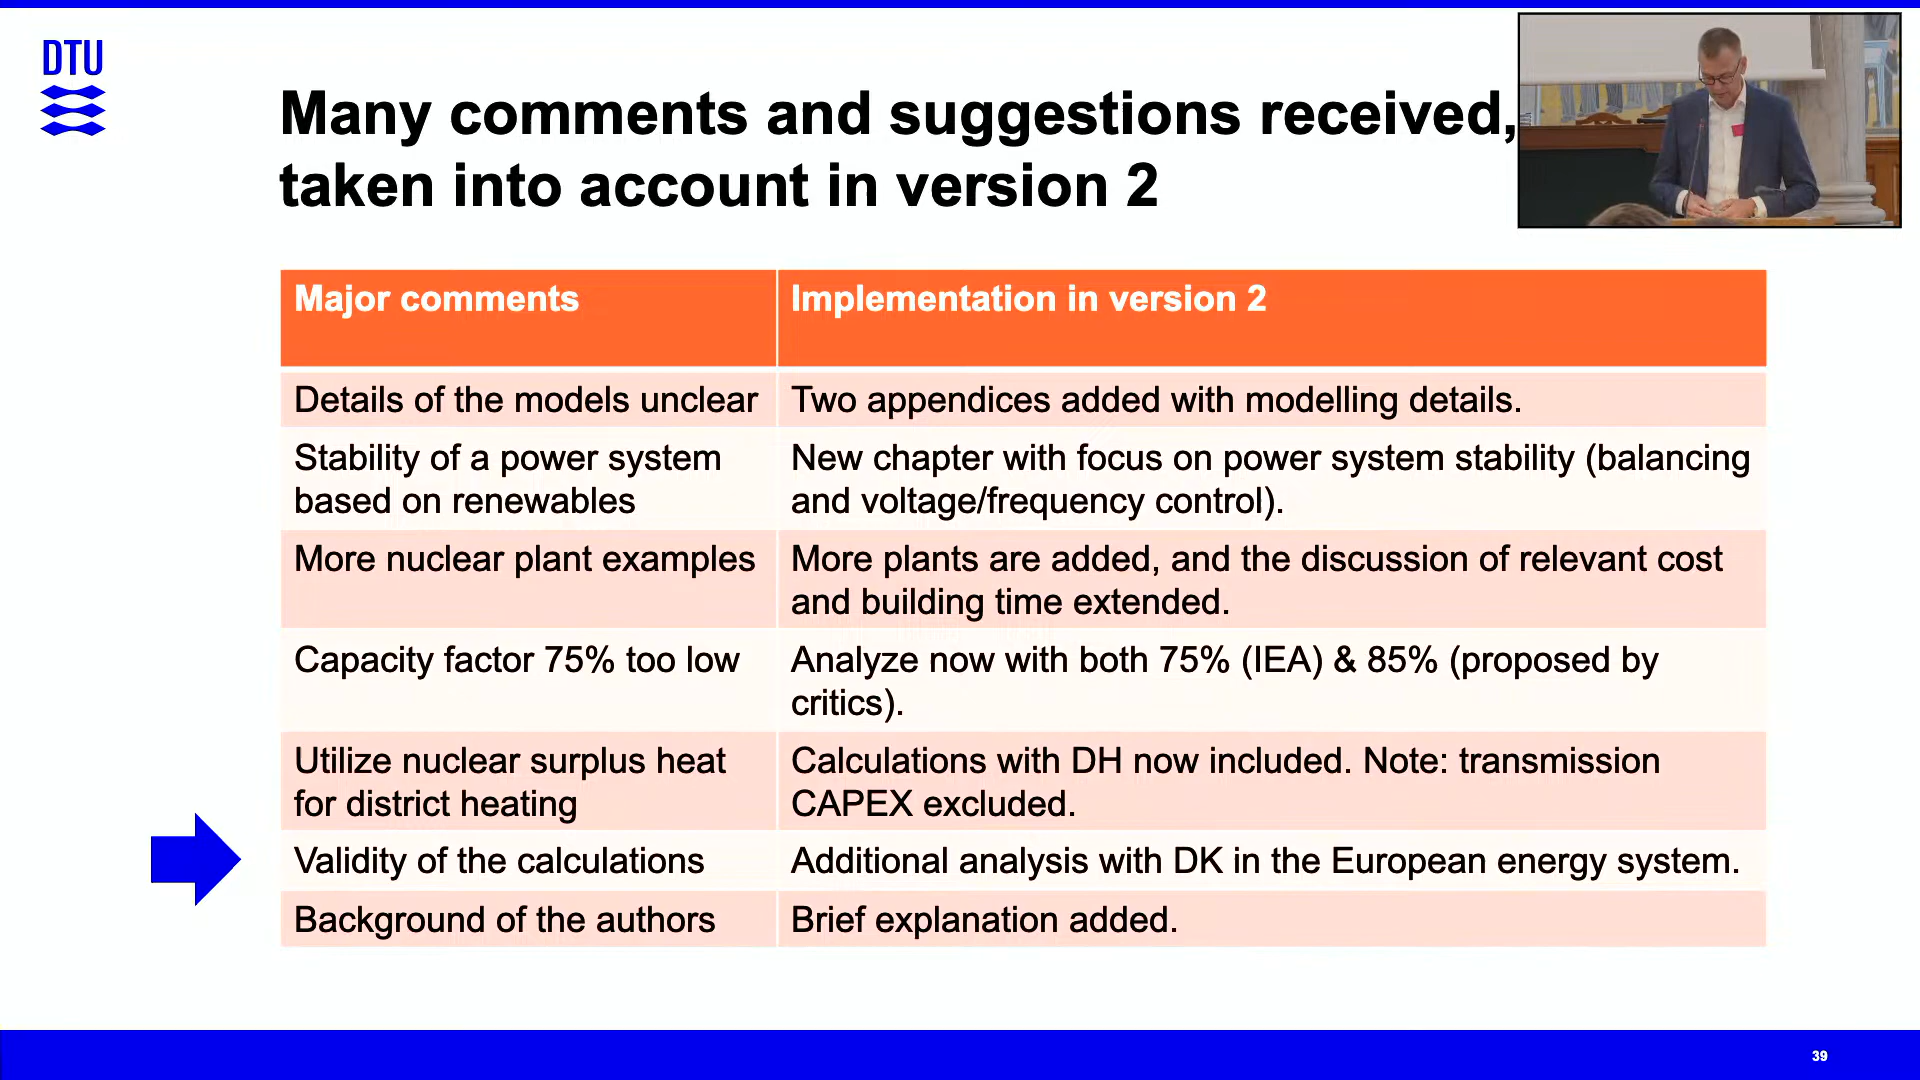 DTU
Many comments and suggestions received,
taken into account in version 2
Major comments
Implementation in version 2
Details of the models unclear
Two appendices added with modelling details.
Stability of a power system
based on renewables
New chapter with focus on power system stability (balancing
and voltage/frequency control).
More nuclear plant examples
More plants are added, and the discussion of relevant cost
and building time extended.
Capacity factor 75% too low
Analyze now with both 75% (IEA) & 85% (proposed by
critics).
Utilize nuclear surplus heat
for district heating
Calculations with DH now included. Note: transmission
CAPEX excluded.
Validity of the calculations
Additional analysis with DK in the European energy system.
Background of the authors
Brief explanation added.
39